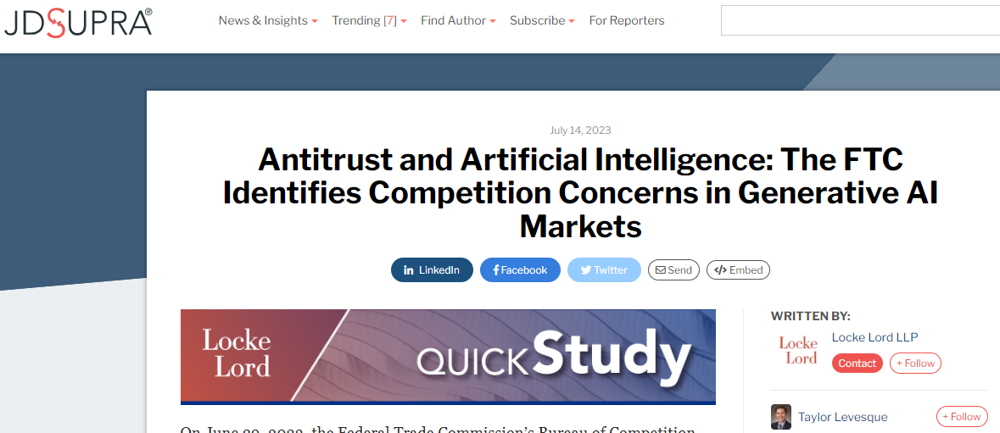 JDSUPRA®
News & Insights Trending [7] Find Author Subscribe For Reporters
July 14, 2023
Antitrust and Artificial Intelligence: The FTC
Identifies Competition Concerns in Generative AI
Markets
in LinkedIn f Facebook Twitter Send </> Embed
Locke
Lord
QUICKStudy
WRITTEN BY:
Locke
Lord
Locke Lord LLP
Contact + Follow
Taylor Levesque + Follow
On June 29, 2023, the Federal Trade Commission's Bureau of Competition